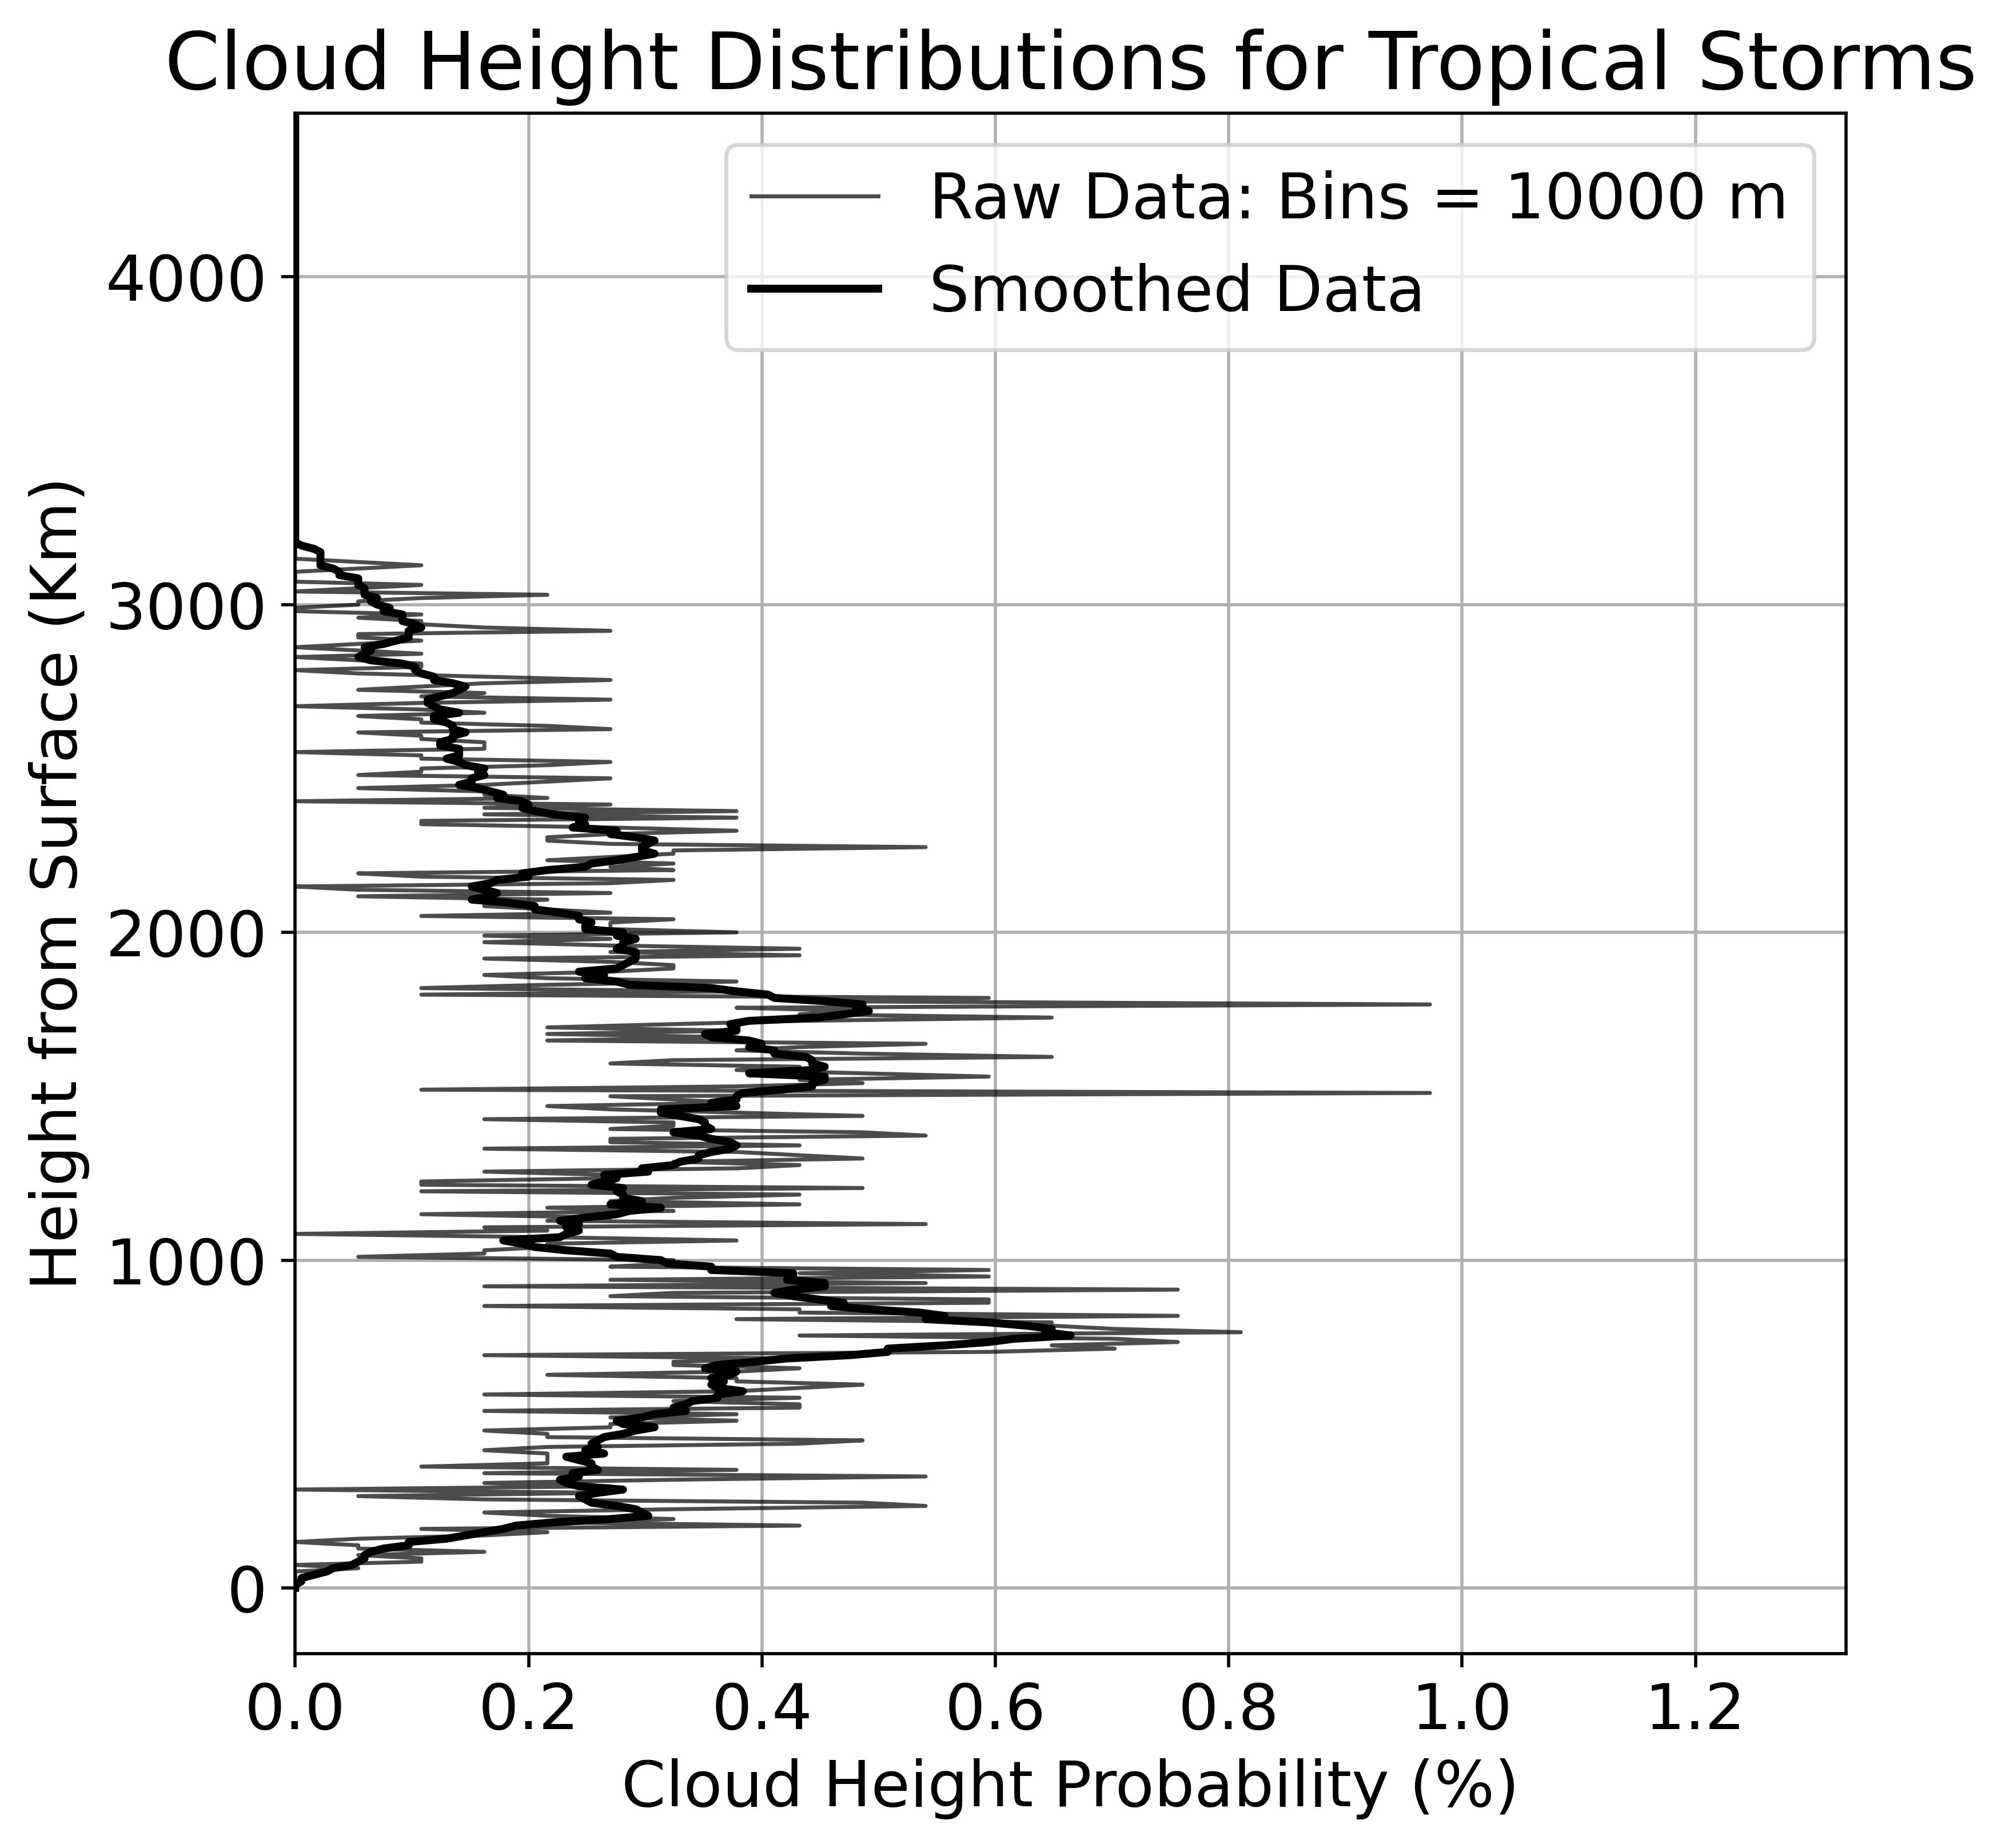 Cloud Height Distributions for Tropical Storms
Raw Data: Bins = 10000 m
Smoothed Data
Height from Surface (Km)
4000
3000
2000
1000
0
0.0 0.2 0.4 0.6 0.8 1.0 1.2
Cloud Height Probability (%)